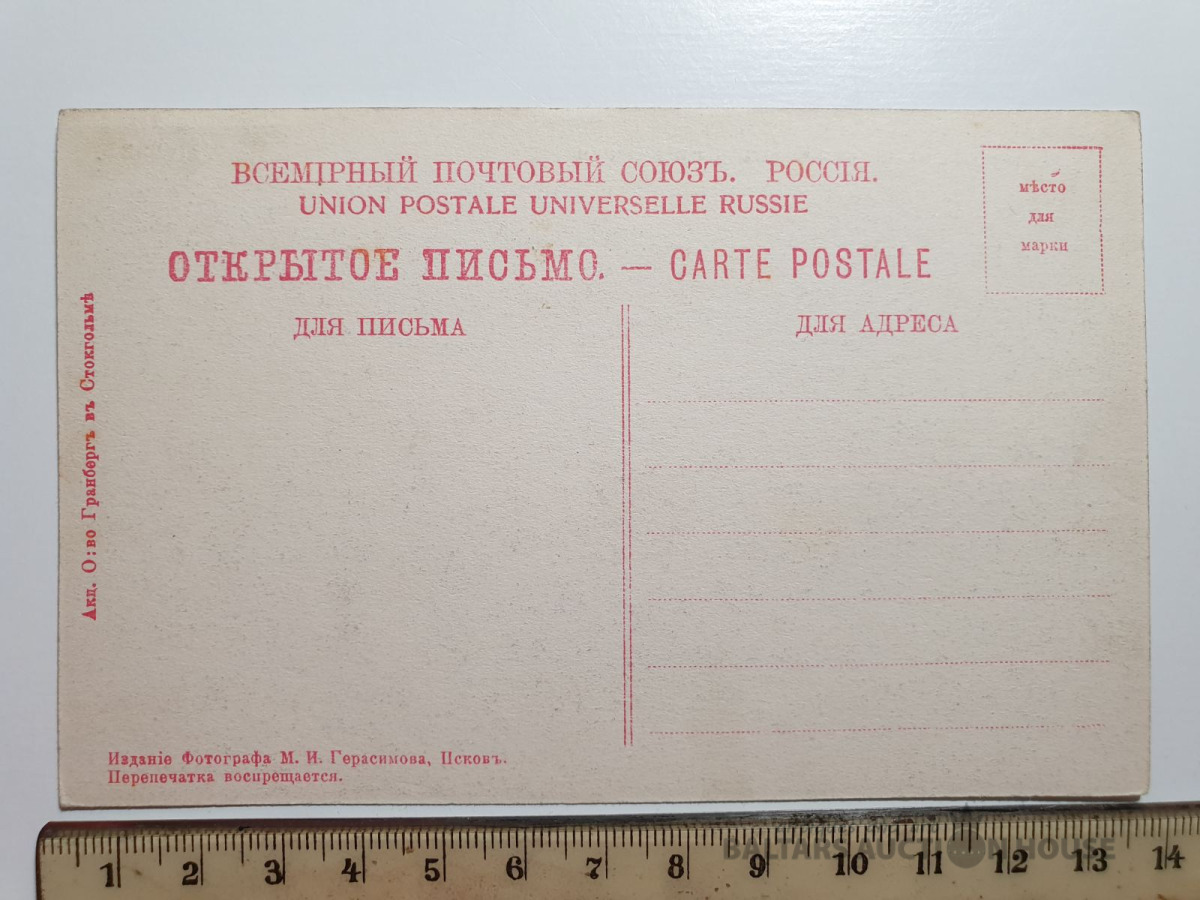 ВСЕМІРНЫЙ ПОЧТОВЫЙ СОЮЗЪ. РОССІЯ.
UNION POSTALE UNIVERSELLE RUSSIE
ОТКРЫТОЕ ПИСЬМО. — CARTE POSTALE
мѣсто
для
марки
ДЛЯ ПИСЬМА
ДЛЯ АДРЕСА
Акц. О:во Гранбергъ въ Стокгольмѣ
Изданіе Фотографа М. И. Герасимова, Псковъ.
Перепечатка воспрещается.
1 2 3 4 5 6 7 8 9 10 11 12 13 14
BALTARS AUCTION HOUSE